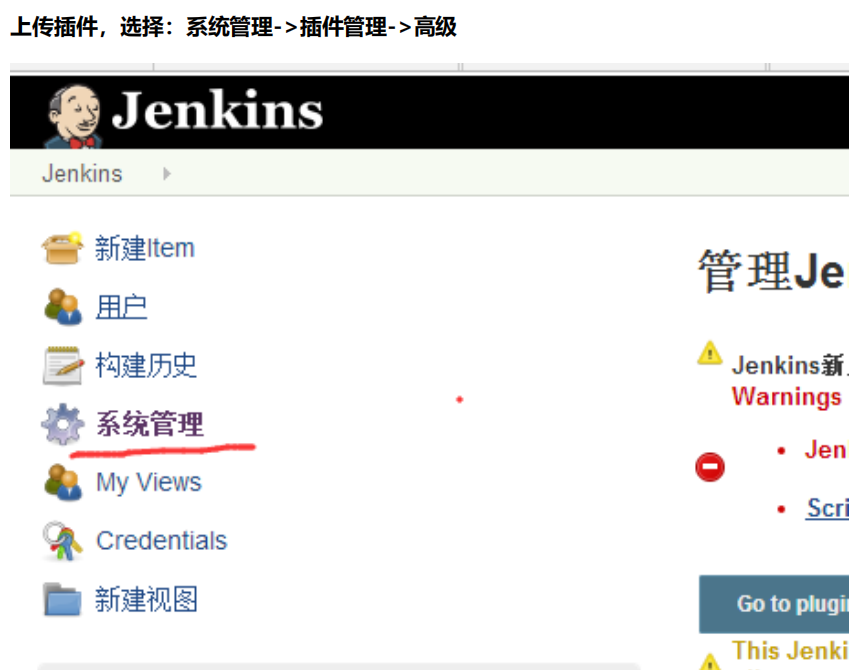 上传插件，选择：系统管理->插件管理->高级
Jenkins
Jenkins
新建Item
用户
构建历史
系统管理
My Views
Credentials
新建视图
管理Je
Jenkins新
Warnings
Jen
Scri
Go to plugi
This Jenki